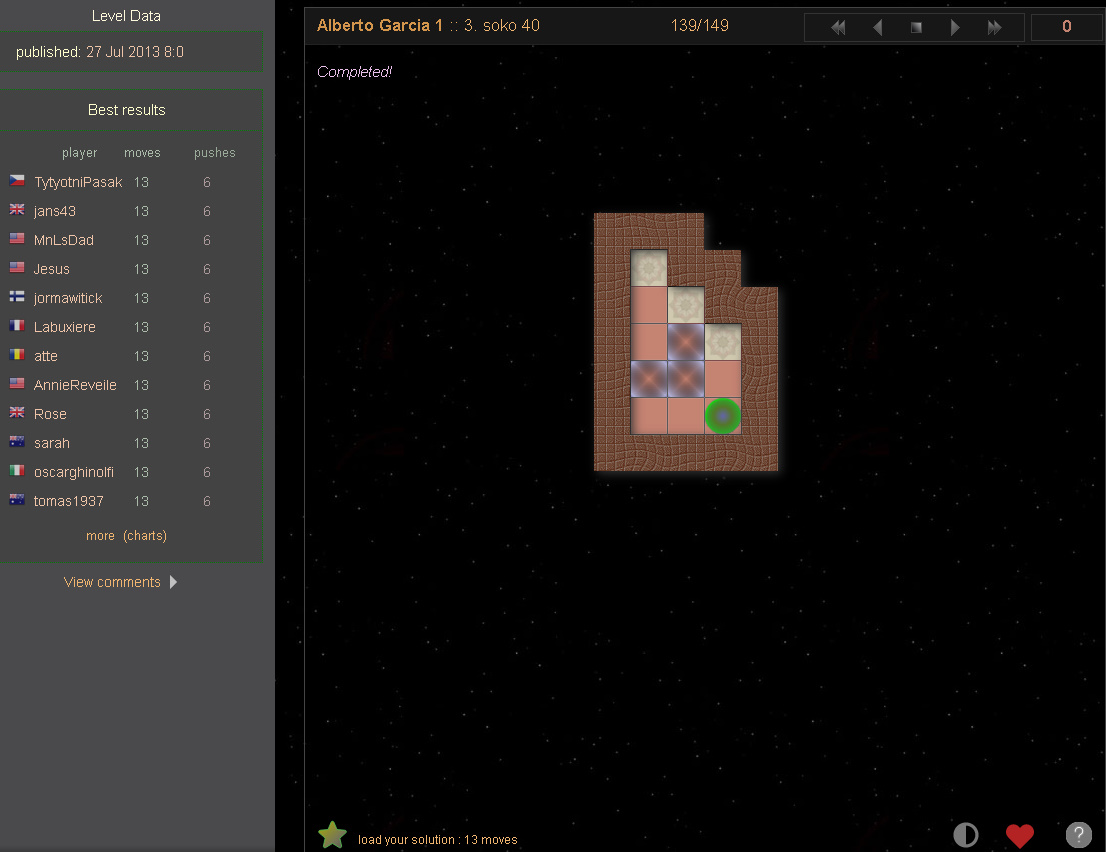 Level Data
published: 27 Jul 2013 8:0
Best results
player moves pushes
TytyotniPasak 13 6
jans43 13 6
MnLsDad 13 6
Jesus 13 6
jormawitick 13 6
Labuxiere 13 6
atte 13 6
AnnieReveile 13 6
Rose 13 6
sarah 13 6
oscarghinolfi 13 6
tomas1937 13 6
more (charts)
View comments
Alberto Garcia 1 :: 3. soko 40 139/149 0
Completed!
load your solution : 13 moves
?